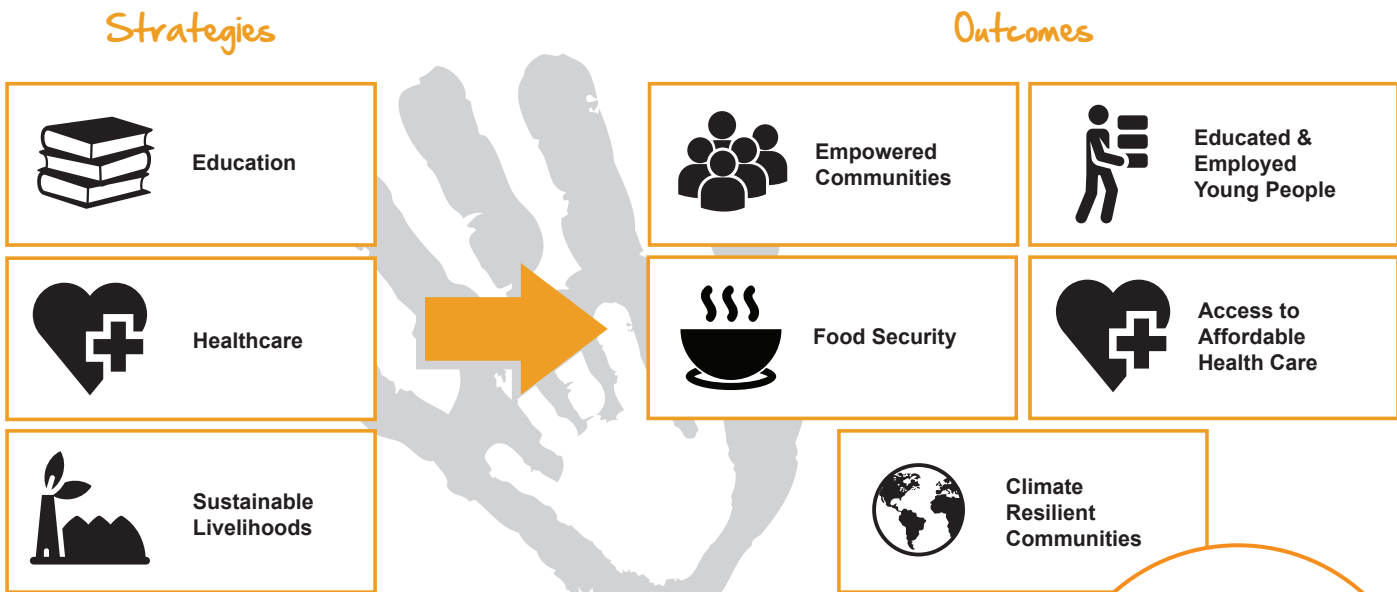 Strategies
Education
Healthcare
Sustainable
Livelihoods
Outcomes
Empowered
Communities
Educated &
Employed
Young People
Food Security
Access to
Affordable
Health Care
Climate
Resilient
Communities